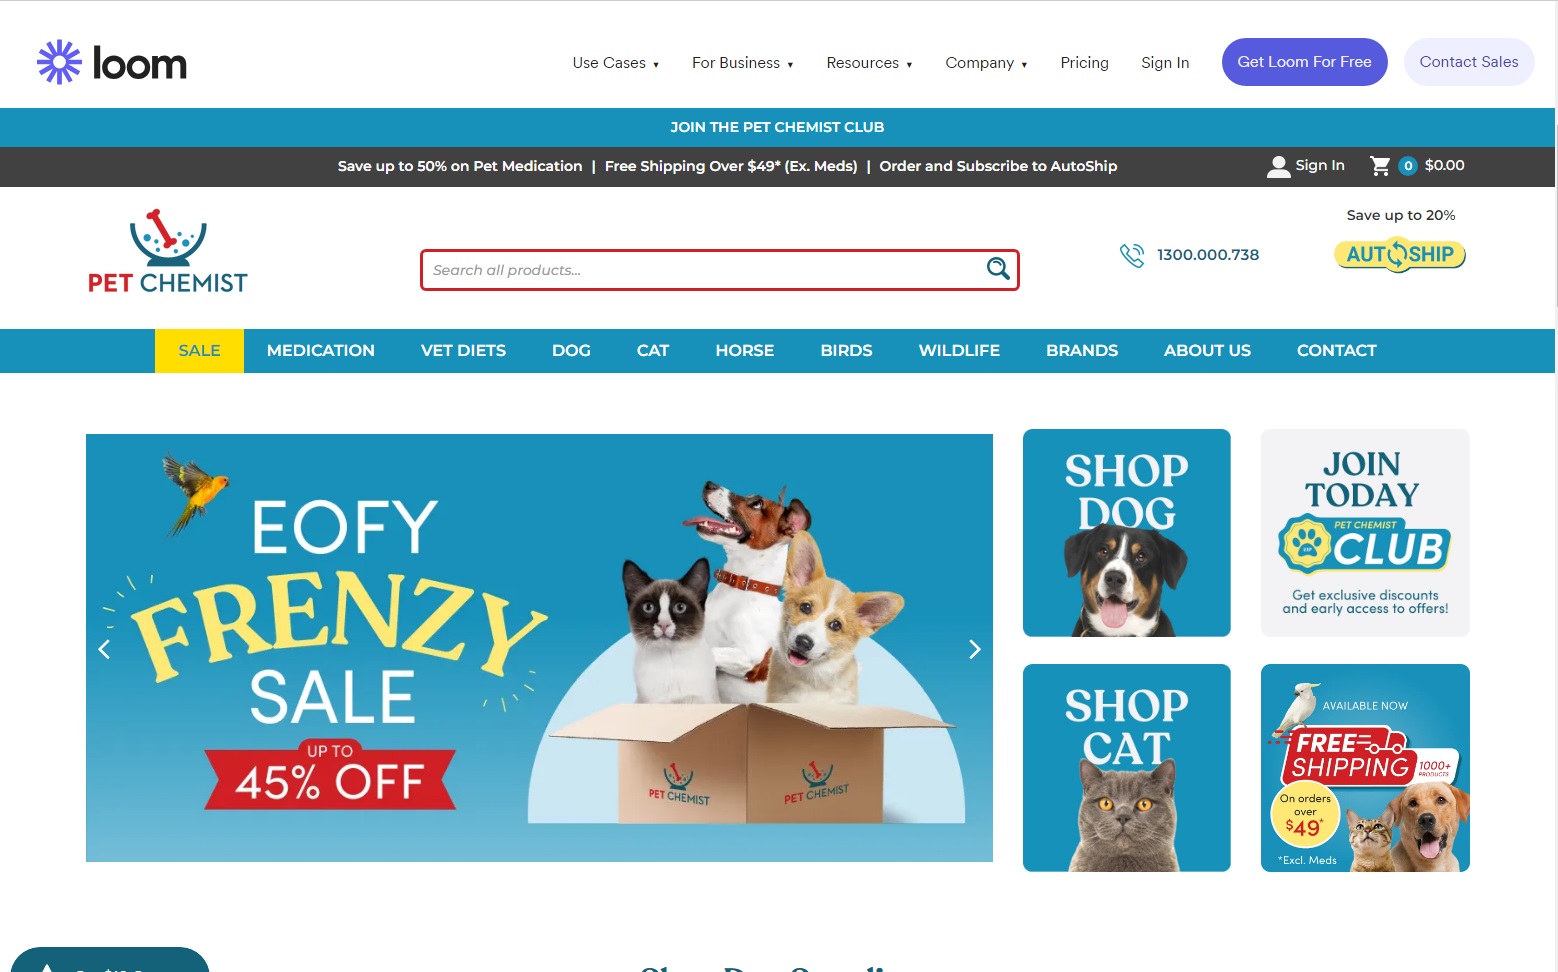 loom
Use Cases ▾ For Business ▾ Resources ▾ Company ▾ Pricing Sign In Get Loom For Free Contact Sales
JOIN THE PET CHEMIST CLUB
Save up to 50% on Pet Medication | Free Shipping Over $49* (Ex. Meds) | Order and Subscribe to AutoShip Sign In 0 $0.00
Save up to 20%
PET CHEMIST
Search all products...
1300.000.738
AUTOSHIP
SALE MEDICATION VET DIETS DOG CAT HORSE BIRDS WILDLIFE BRANDS ABOUT US CONTACT
EOFY
FRENZY
SALE
UP TO
45% OFF
PET CHEMIST
PET CHEMIST
SHOP
DOG
JOIN
TODAY
PET CHEMIST
VIP
CLUB
Get exclusive discounts
and early access to offers!
SHOP
CAT
AVAILABLE NOW
FREE
SHIPPING
1000+
PRODUCTS
On orders
over
$49*
*Excl. Meds